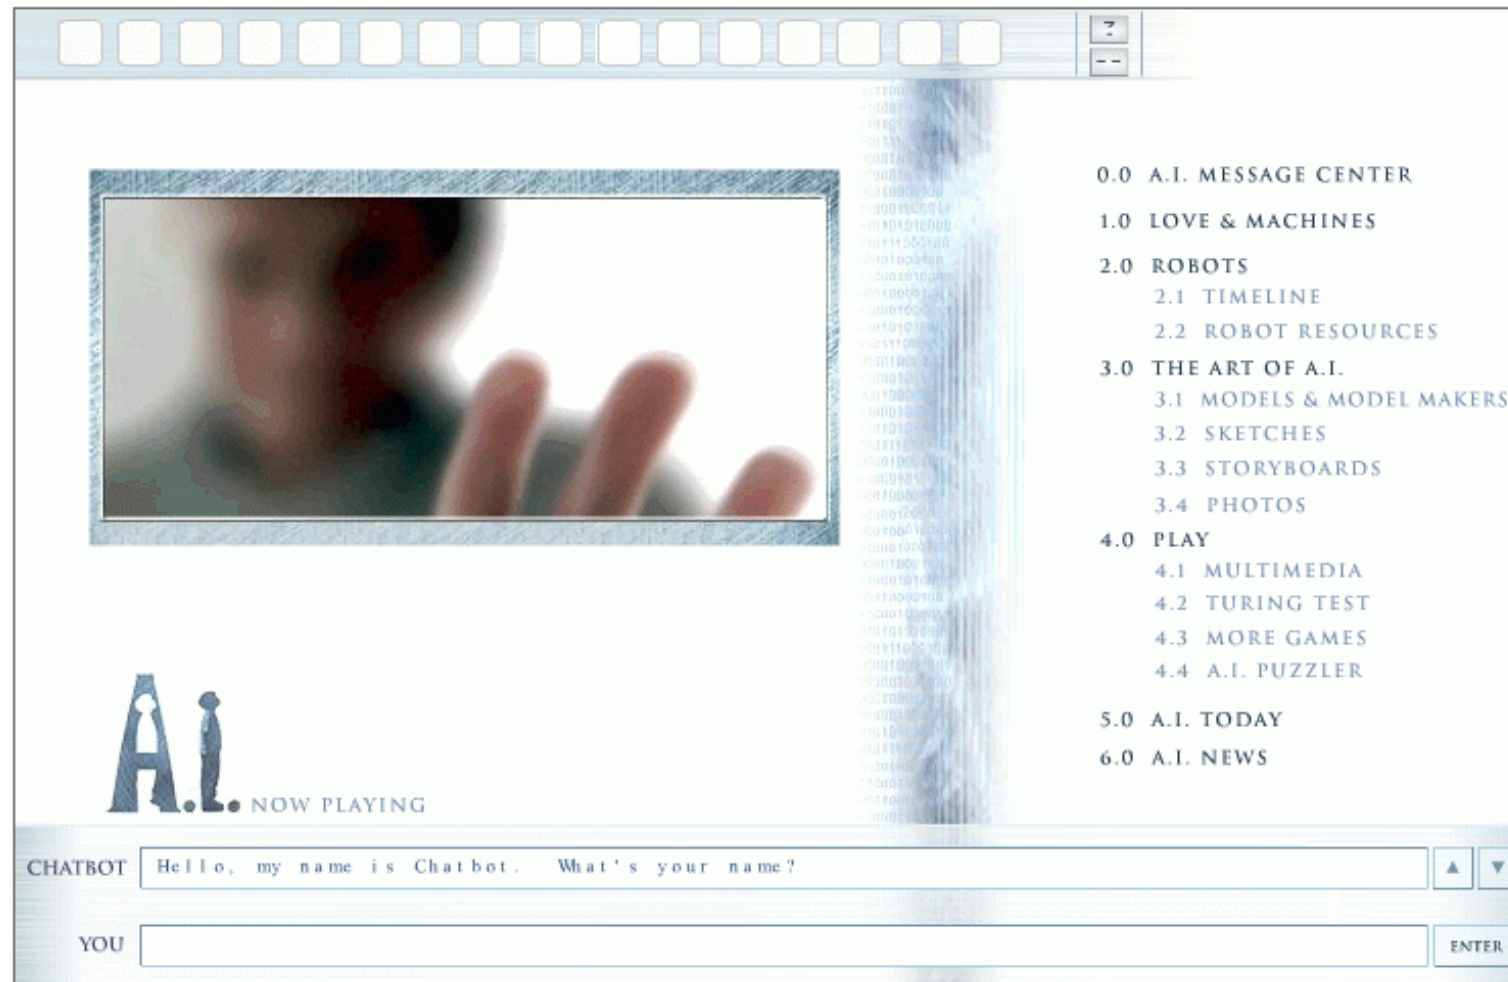 0.0 A.I. MESSAGE CENTER
1.0 LOVE & MACHINES
2.0 ROBOTS
2.1 TIMELINE
2.2 ROBOT RESOURCES
3.0 THE ART OF A.I.
3.1 MODELS & MODEL MAKERS
3.2 SKETCHES
3.3 STORYBOARDS
3.4 PHOTOS
4.0 PLAY
4.1 MULTIMEDIA
4.2 TURING TEST
4.3 MORE GAMES
4.4 A.I. PUZZLER
5.0 A.I. TODAY
6.0 A.I. NEWS
A.I. NOW PLAYING
CHATBOT Hello, my name is Chatbot. What's your name?
YOU ENTER